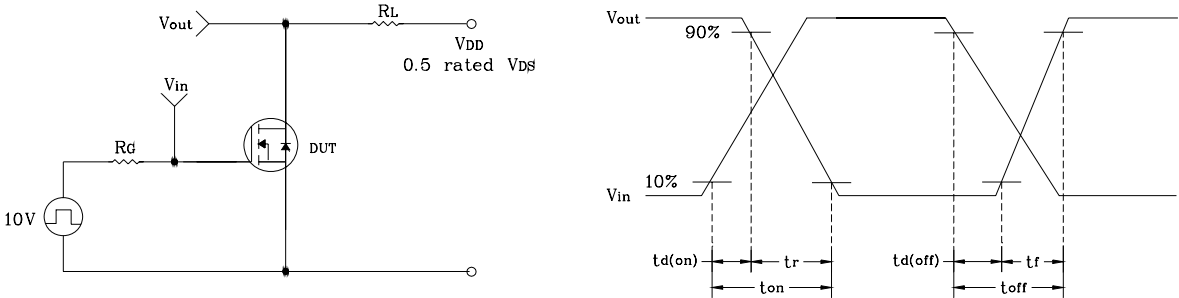 Vout
RL
VDD
0.5 rated VDS
Vin
RG
DUT
10V
Vout
90%
10%
Vin
td(on)
tr
td(off)
tf
ton
toff